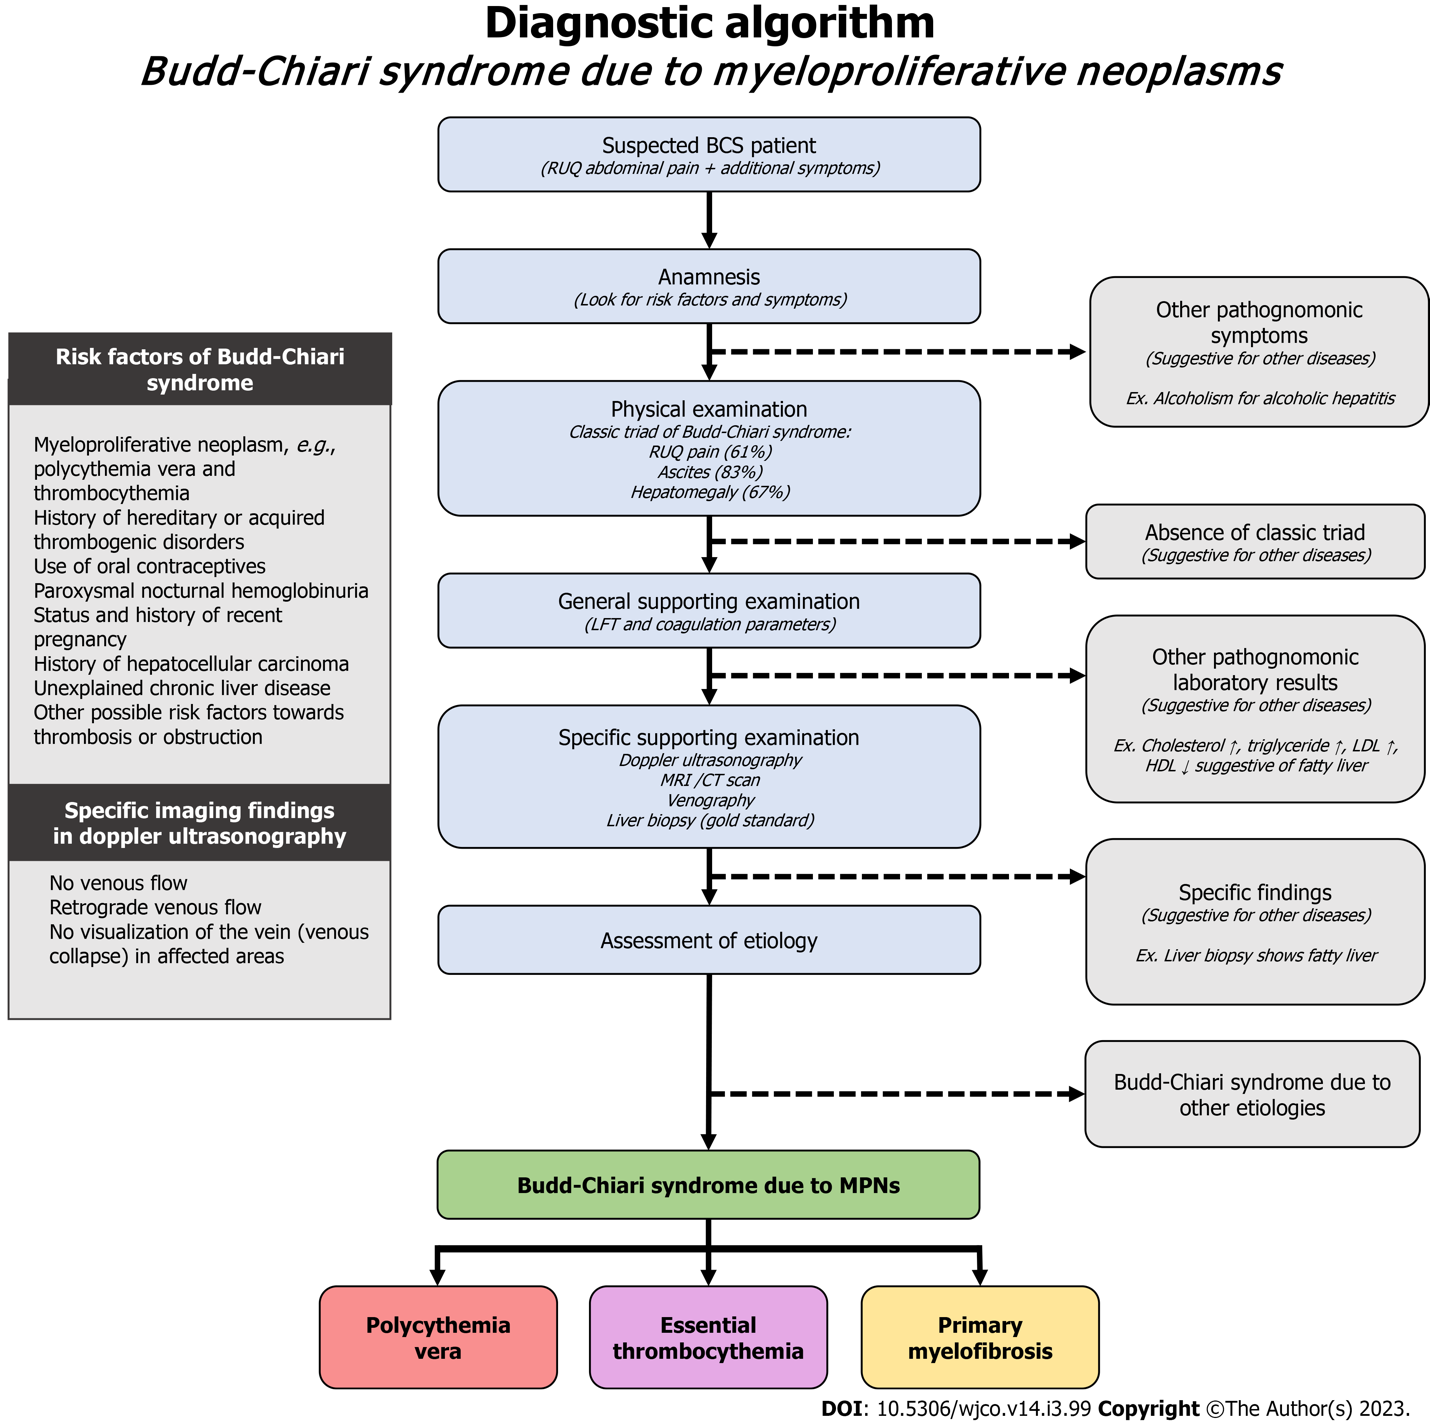 Diagnostic algorithm
Budd-Chiari syndrome due to myeloproliferative neoplasms
Suspected BCS patient
(RUQ abdominal pain + additional symptoms)
Anamnesis
(Look for risk factors and symptoms)
Other pathognomonic
symptoms
(Suggestive for other diseases)
Ex. Alcoholism for alcoholic hepatitis
Risk factors of Budd-Chiari
syndrome
Myeloproliferative neoplasm, e.g.,
polycythemia vera and
thrombocythemia
History of hereditary or acquired
thrombogenic disorders
Use of oral contraceptives
Paroxysmal nocturnal hemoglobinuria
Status and history of recent
pregnancy
History of hepatocellular carcinoma
Unexplained chronic liver disease
Other possible risk factors towards
thrombosis or obstruction
Specific imaging findings
in doppler ultrasonography
No venous flow
Retrograde venous flow
No visualization of the vein (venous
collapse) in affected areas
Physical examination
Classic triad of Budd-Chiari syndrome:
RUQ pain (61%)
Ascites (83%)
Hepatomegaly (67%)
Absence of classic triad
(Suggestive for other diseases)
General supporting examination
(LFT and coagulation parameters)
Other pathognomonic
laboratory results
(Suggestive for other diseases)
Ex. Cholesterol ↑, triglyceride ↑, LDL ↑,
HDL ↓ suggestive of fatty liver
Specific supporting examination
Doppler ultrasonography
MRI /CT scan
Venography
Liver biopsy (gold standard)
Specific findings
(Suggestive for other diseases)
Ex. Liver biopsy shows fatty liver
Assessment of etiology
Budd-Chiari syndrome due to
other etiologies
Budd-Chiari syndrome due to MPNs
Polycythemia
vera
Essential
thrombocythemia
Primary
myelofibrosis
DOI: 10.5306/wjco.v14.i3.99 Copyright ©The Author(s) 2023.